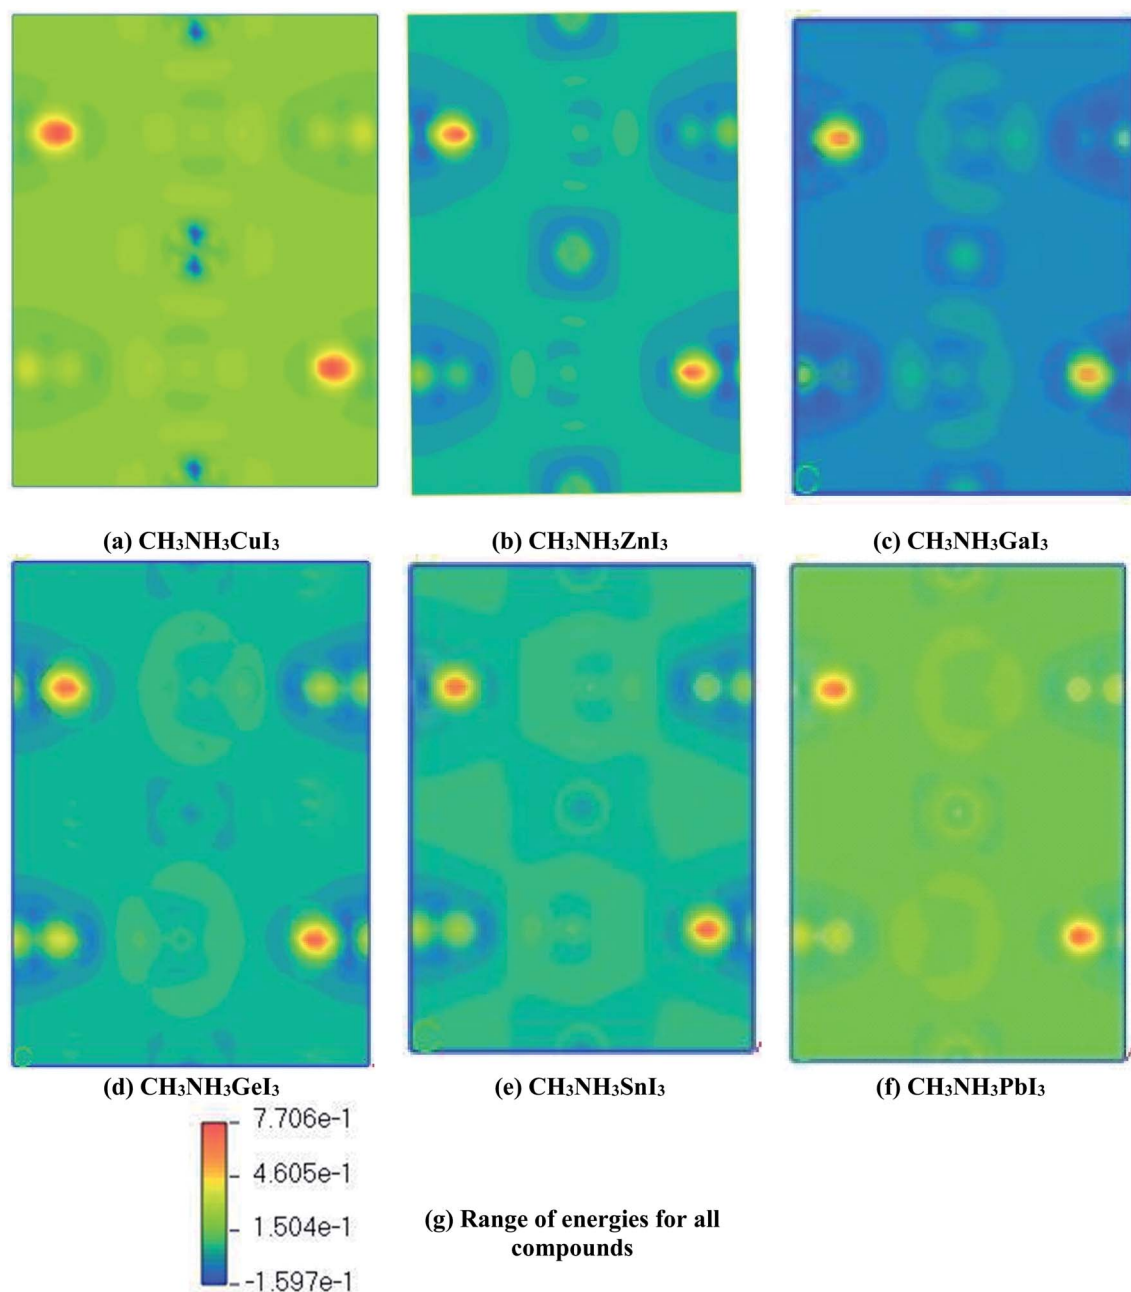 (a) CH₃NH₃CuI₃
(b) CH₃NH₃ZnI₃
(c) CH₃NH₃GaI₃
(d) CH₃NH₃GeI₃
(e) CH₃NH₃SnI₃
(f) CH₃NH₃PbI₃
7.706e-1
4.605e-1
1.504e-1
-1.597e-1
(g) Range of energies for all
compounds